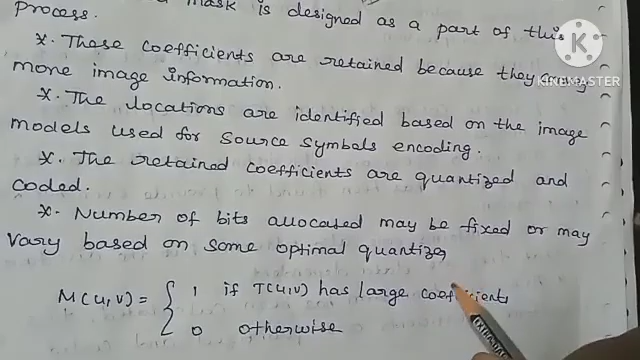 mask is designed as a part of this
process.
*. These coefficients are retained because they carry
more image information.
*. The locations are identified based on the image
models used for source symbols encoding.
*. The retained coefficients are quantized and
coded.
*. Number of bits allocated may be fixed or may
vary based on some optimal quantizer
M(u,v) = { 1 if T(u,v) has large coefficients
0 otherwise
KINEMASTER